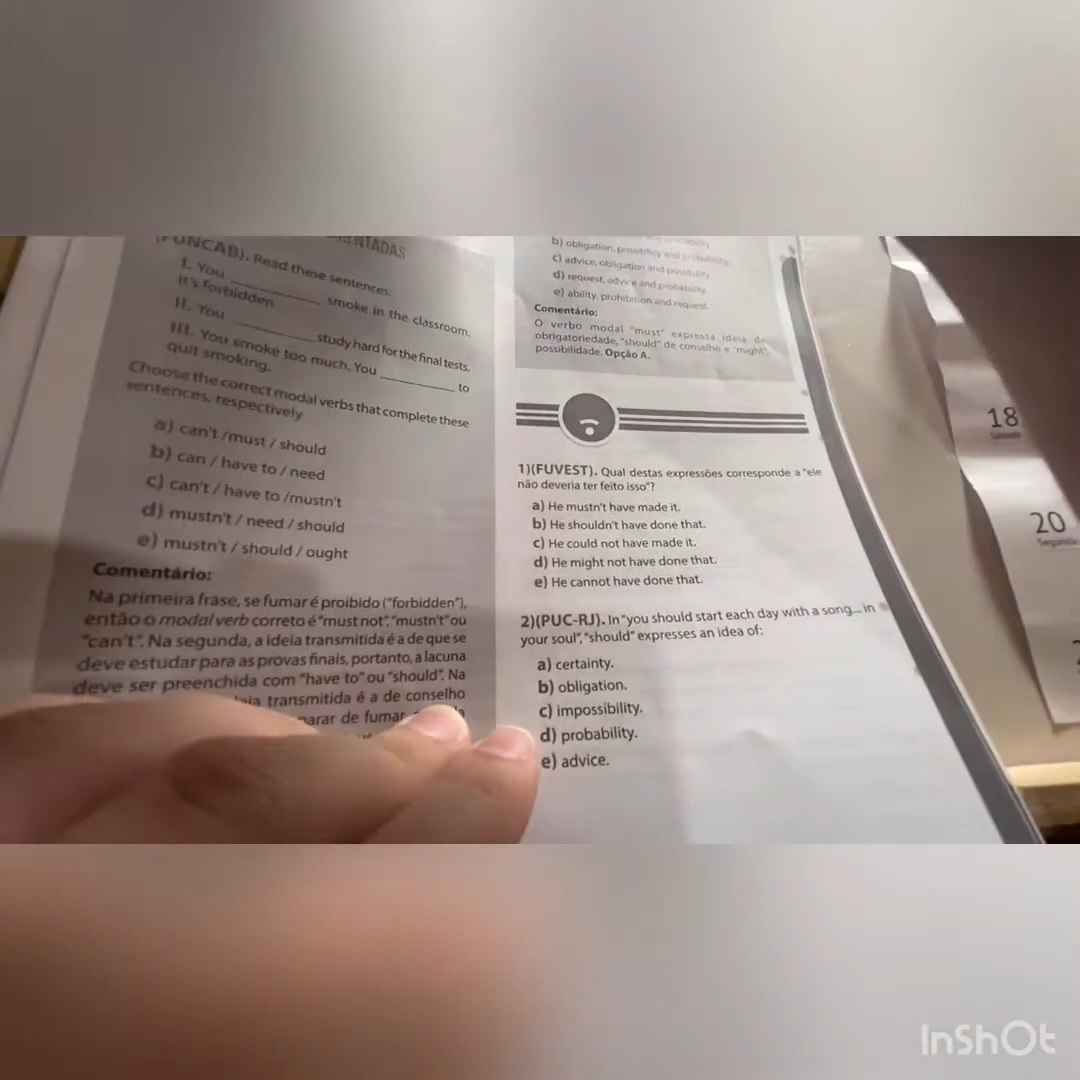 MENTADAS
(FUNCAB). Read these sentences:
I. You ________ smoke in the classroom.
it's forbidden
II. You ________ study hard for the final tests.
III. You smoke too much. You ________ to
quit smoking.
Choose the correct modal verbs that complete these
sentences, respectively
a) can't /must / should
b) can / have to / need
c) can't / have to /mustn't
d) mustn't / need / should
e) mustn't / should / ought
Comentário:
Na primeira frase, se fumar é proibido ("forbidden"),
então o modal verb correto é "must not", "mustn't" ou
"can't". Na segunda, a ideia transmitida é a de que se
deve estudar para as provas finais, portanto, a lacuna
deve ser preenchida com "have to" ou "should". Na
transmitida é a de conselho
parar de fumar
b) obligation, possibility and probability.
c) advice, obligation and possibility
d) request, advice and probability.
e) ability, prohibition and request.
Comentário:
O verbo modal "must" expressa ideia de
obrigatoriedade, "should" de conselho e "might"
possibilidade. Opção A.
1)(FUVEST). Qual destas expressões corresponde a "ele
não deveria ter feito isso"?
a) He mustn't have made it.
b) He shouldn't have done that.
c) He could not have made it.
d) He might not have done that.
e) He cannot have done that.
2)(PUC-RJ). In "you should start each day with a song... in
your soul", "should" expresses an idea of:
a) certainty.
b) obligation.
c) impossibility.
d) probability.
e) advice.
18
Sábado
20
Segunda
InShOt